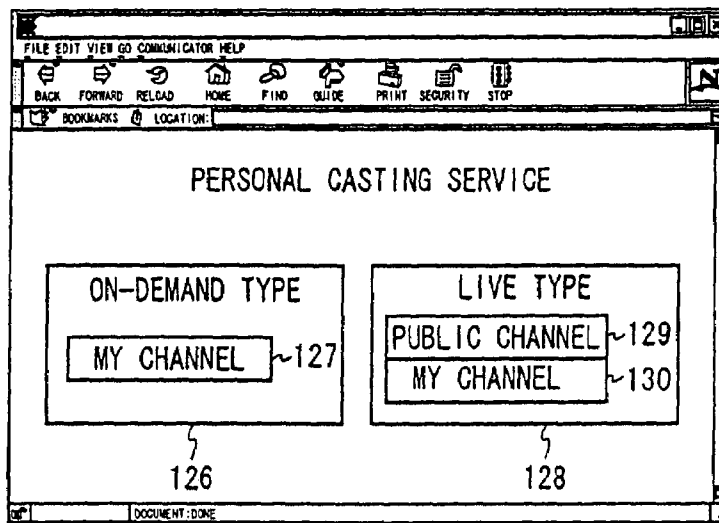 FILE EDIT VIEW GO COMMUNICATOR HELP
BACK FORWARD RELOAD HOME FIND GUIDE PRINT SECURITY STOP
N
BOOKMARKS LOCATION:
PERSONAL CASTING SERVICE
ON-DEMAND TYPE
MY CHANNEL 127
126
LIVE TYPE
PUBLIC CHANNEL 129
MY CHANNEL 130
128
DOCUMENT:DONE